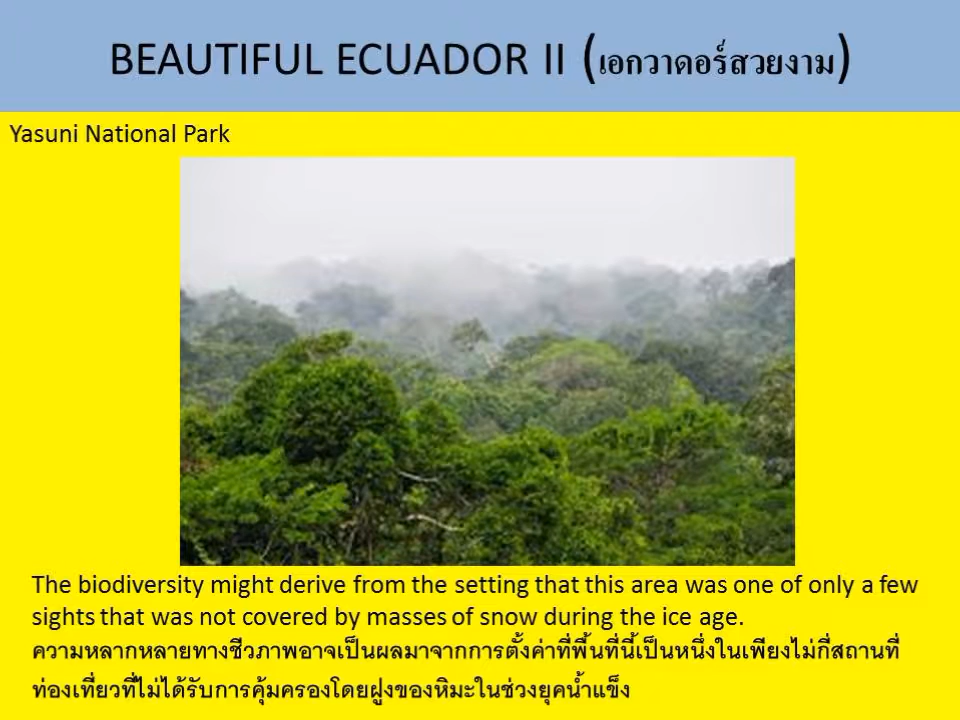 BEAUTIFUL ECUADOR II (เอกวาดอร์สวยงาม)
Yasuni National Park
The biodiversity might derive from the setting that this area was one of only a few
sights that was not covered by masses of snow during the ice age.
ความหลากหลายทางชีวภาพอาจเป็นผลมาจากการตั้งค่าที่พื้นที่นี้เป็นหนึ่งในเพียงไม่กี่สถานที่
ท่องเที่ยวที่ไม่ได้รับการคุ้มครองโดยฝูงของหิมะในช่วงยุคน้ำแข็ง